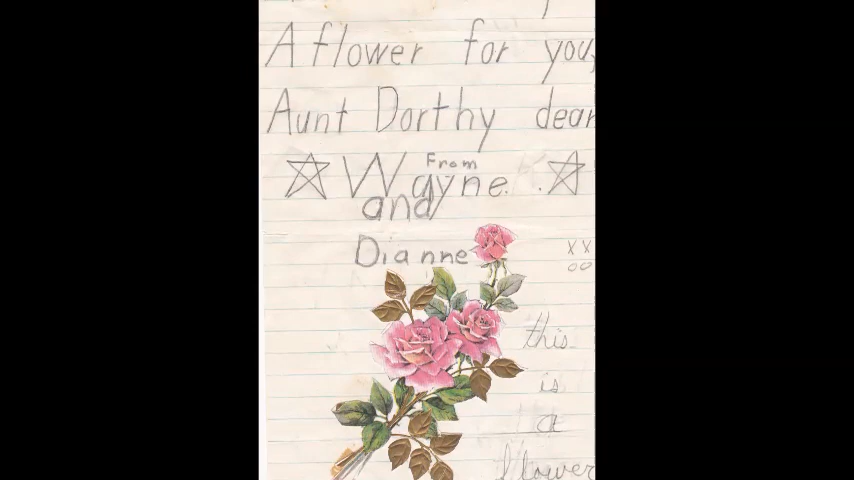 A flower for you,
Aunt Dorthy dear
From
Wayne.
and
Dianne
xx
oo
this
is
a
flower